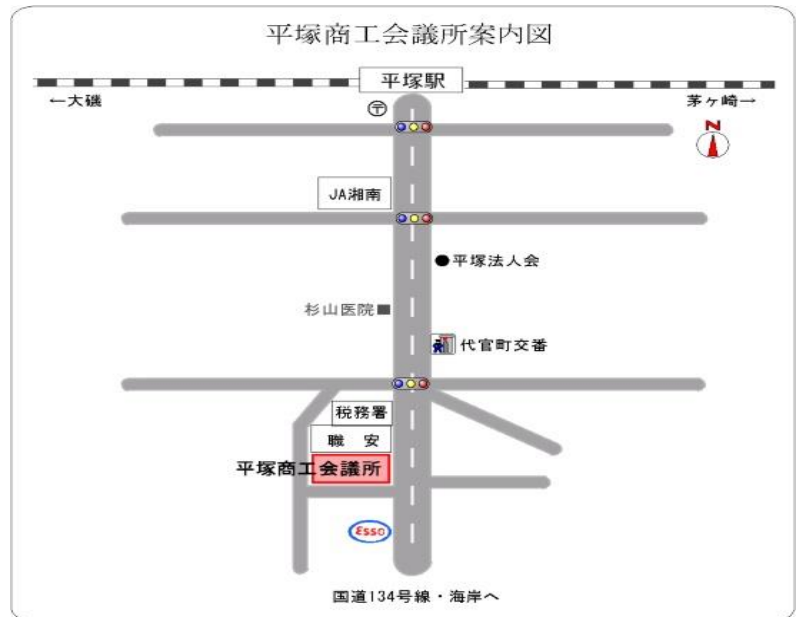 平塚商工会議所案内図
平塚駅
←大磯
茅ヶ崎→
〒
N
JA湘南
●平塚法人会
杉山医院■
代官町交番
税務署
職 安
平塚商工会議所
Esso
国道134号線・海岸へ